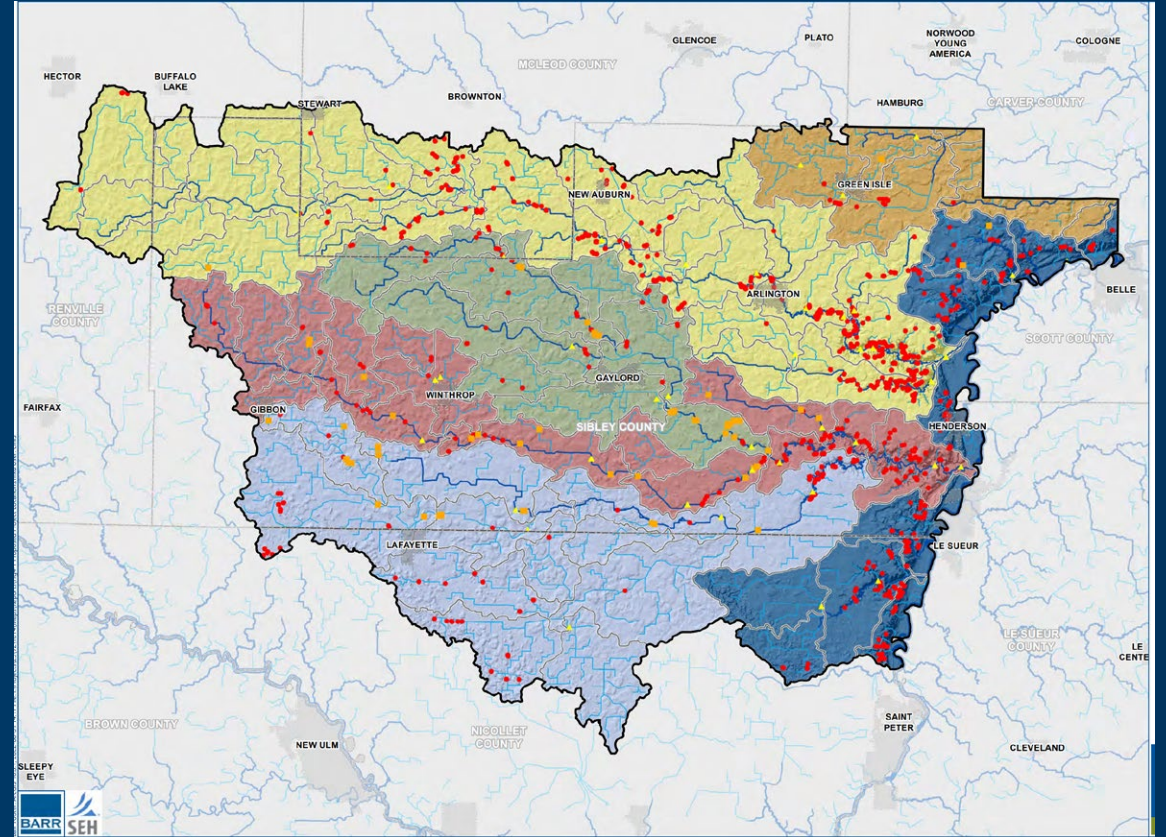 GLENCOE
PLATO
NORWOOD
YOUNG
AMERICA
COLOGNE
MCLEOD COUNTY
HECTOR
BUFFALO
LAKE
STEWART
BROWNTON
HAMBURG
CARVER COUNTY
NEW AUBURN
GREEN ISLE
ARLINGTON
BELLE
RENVILLE
COUNTY
SCOTT COUNTY
GAYLORD
WINTHROP
FAIRFAX
GIBBON
SIBLEY COUNTY
HENDERSON
LAFAYETTE
LE SUEUR
LE SUEUR
COUNTY
LE
CENTE
BROWN COUNTY
NICOLLET
COUNTY
SAINT
PETER
NEW ULM
CLEVELAND
SLEEPY
EYE
BARR
SEH